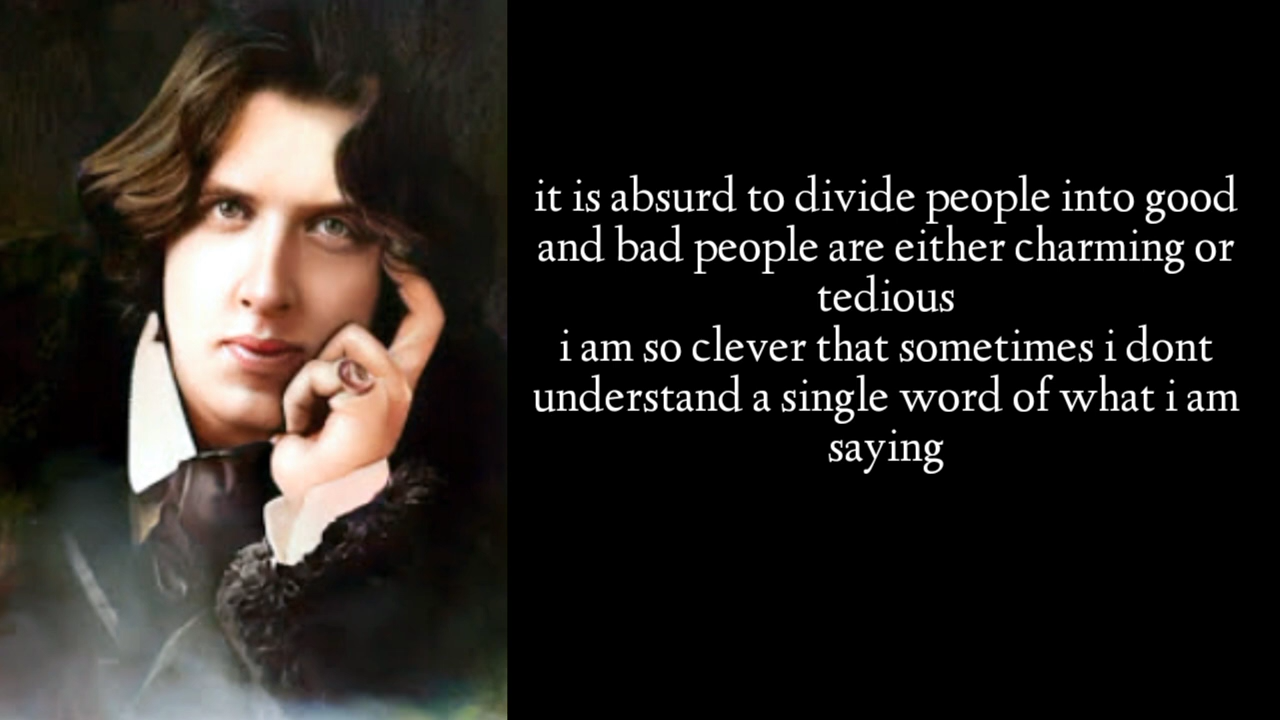 it is absurd to divide people into good
and bad people are either charming or
tedious
i am so clever that sometimes i dont
understand a single word of what i am
saying